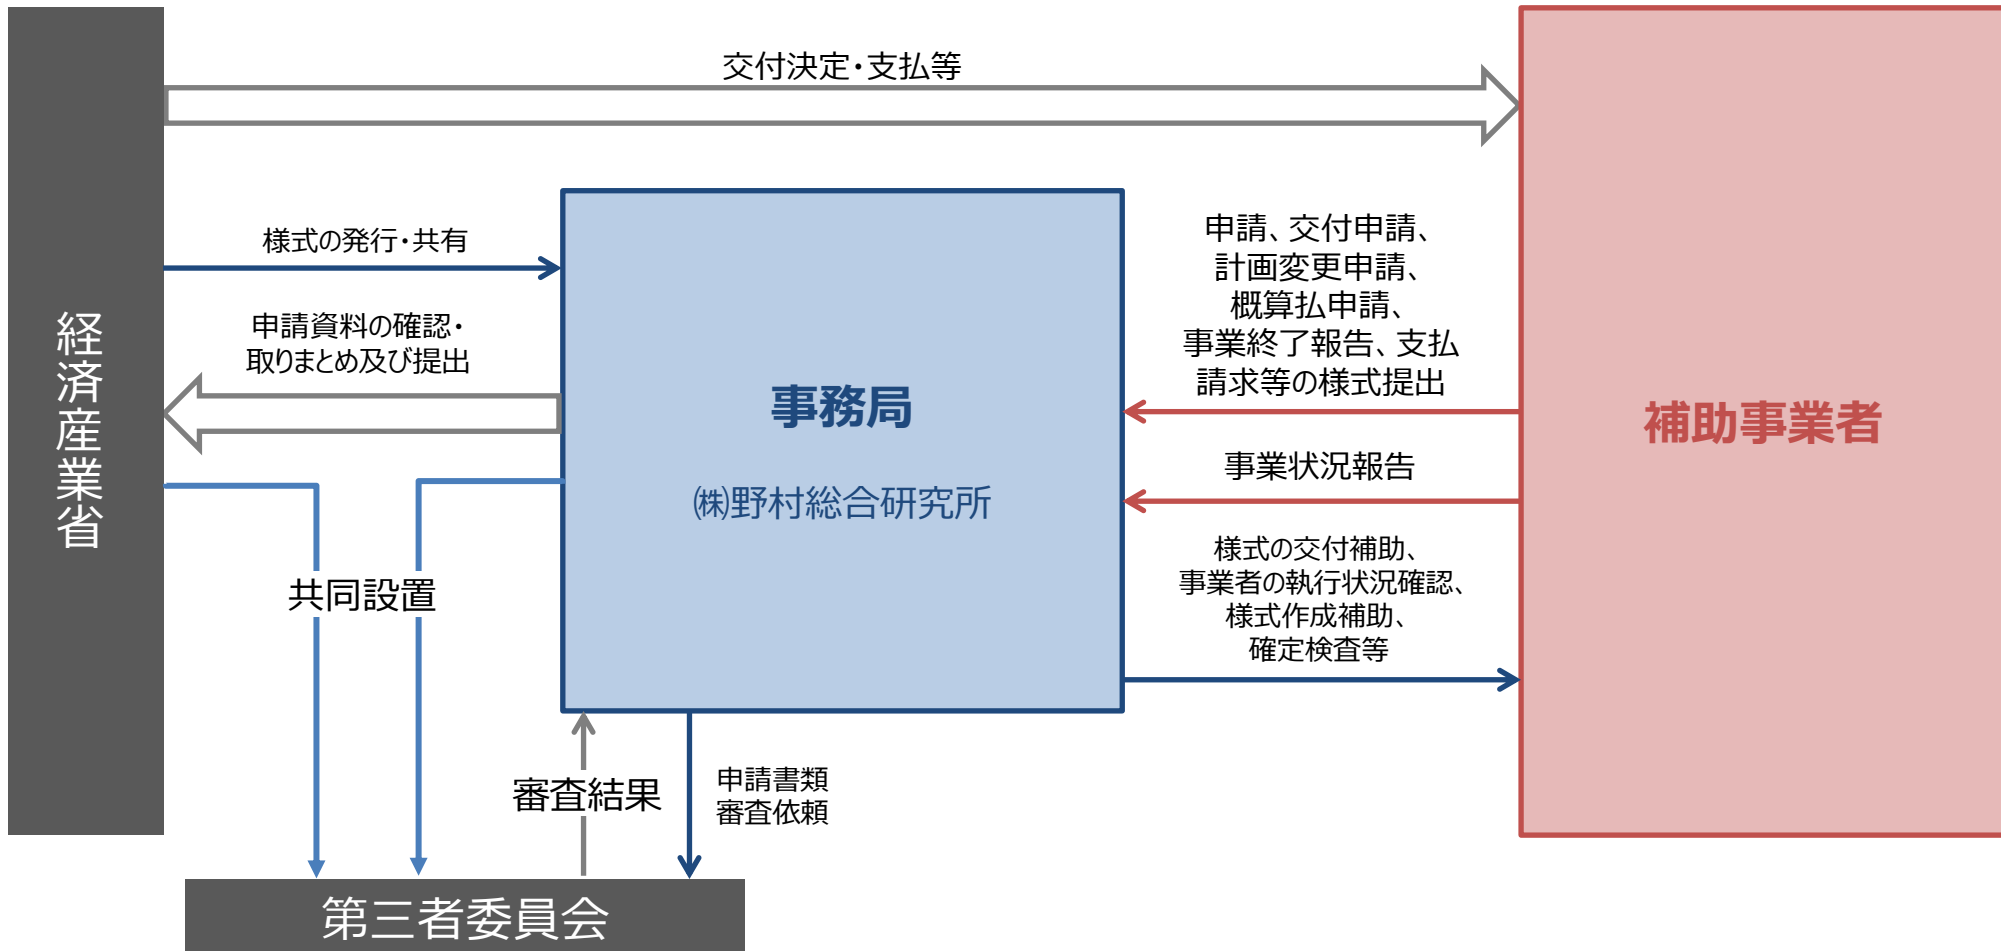 交付決定・支払等
経済産業省
様式の発行・共有
申請資料の確認・
取りまとめ及び提出
共同設置
事務局
㈱野村総合研究所
申請、交付申請、
計画変更申請、
概算払申請、
事業終了報告、支払
請求等の様式提出
事業状況報告
様式の交付補助、
事業者の執行状況確認、
様式作成補助、
確定検査等
補助事業者
審査結果
申請書類
審査依頼
第三者委員会